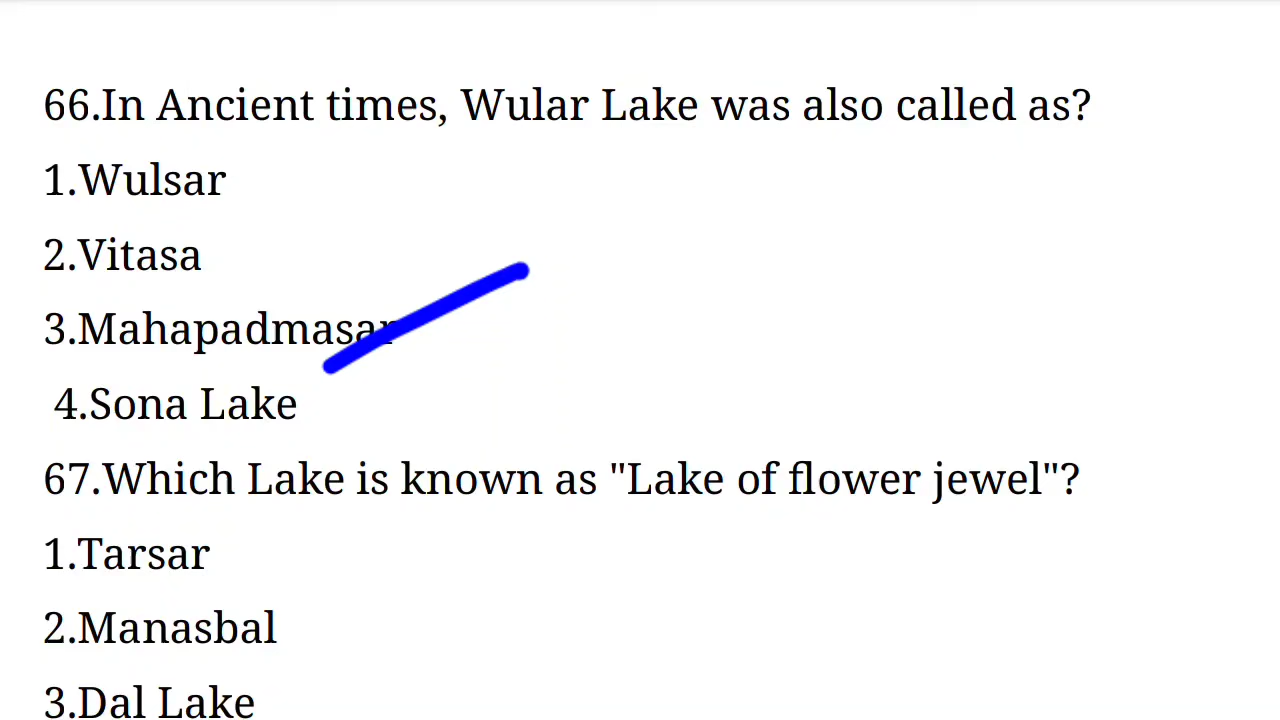 66.In Ancient times, Wular Lake was also called as?
1.Wulsar
2.Vitasa
3.Mahapadmasar
4.Sona Lake
67.Which Lake is known as "Lake of flower jewel"?
1.Tarsar
2.Manasbal
3.Dal Lake